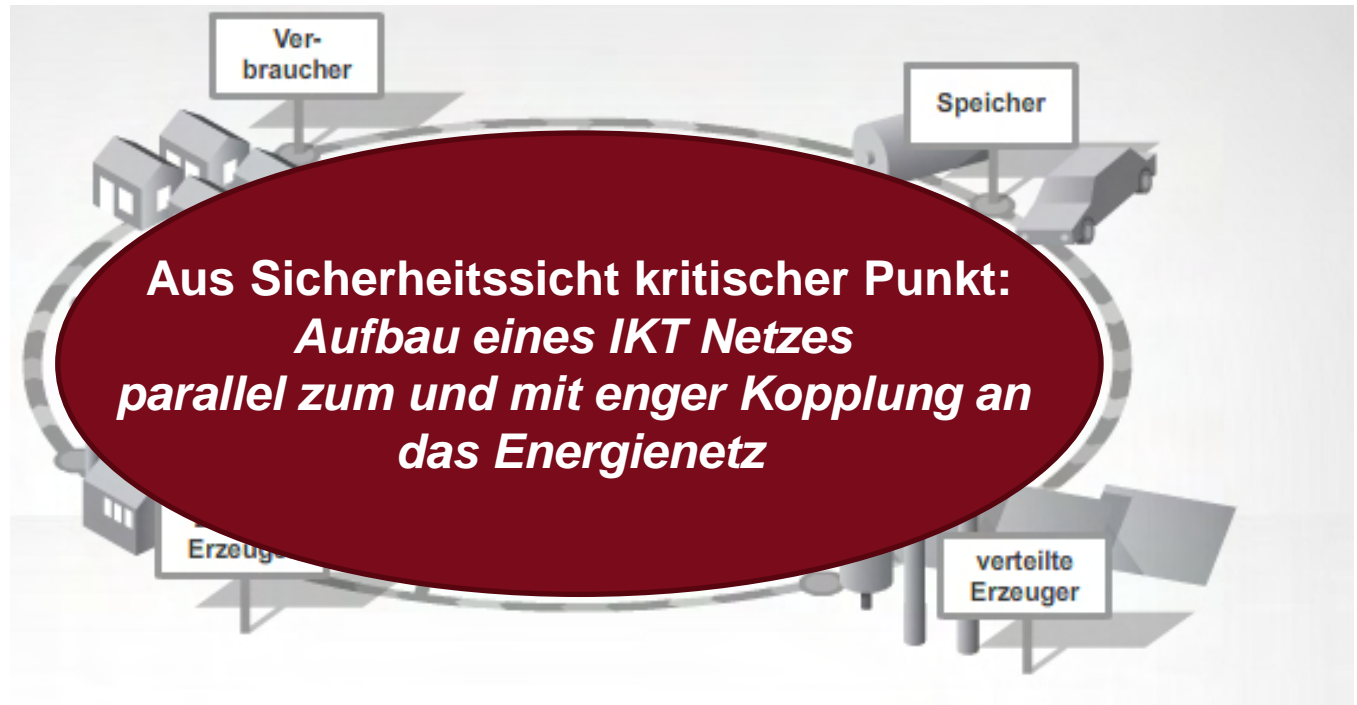 Ver-
braucher
Speicher
Aus Sicherheitssicht kritischer Punkt:
Aufbau eines IKT Netzes
parallel zum und mit enger Kopplung an
das Energienetz
verteilte
Erzeuger